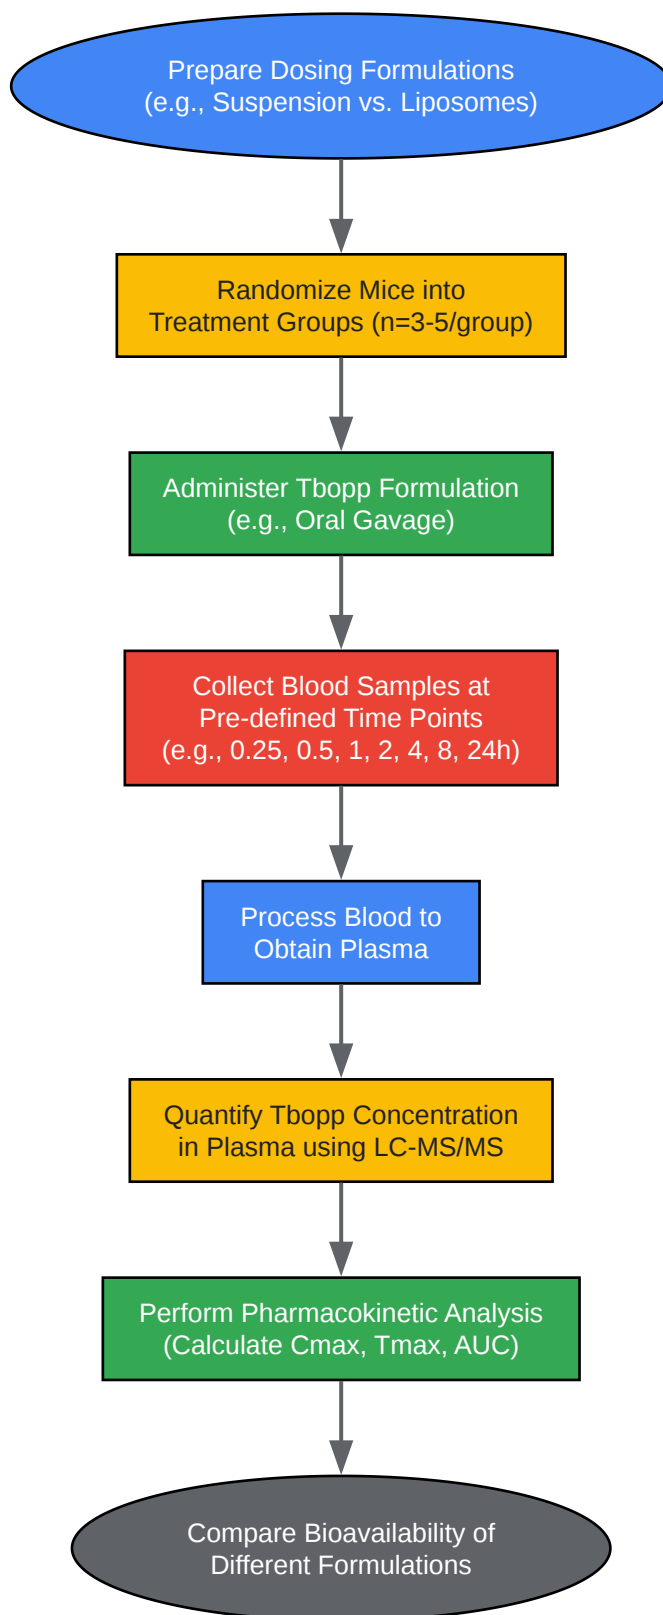 Prepare Dosing Formulations
(e.g., Suspension vs. Liposomes)
Randomize Mice into
Treatment Groups (n=3-5/group)
Administer Tbopp Formulation
(e.g., Oral Gavage)
Collect Blood Samples at
Pre-defined Time Points
(e.g., 0.25, 0.5, 1, 2, 4, 8, 24h)
Process Blood to
Obtain Plasma
Quantify Tbopp Concentration
in Plasma using LC-MS/MS
Perform Pharmacokinetic Analysis
(Calculate Cmax, Tmax, AUC)
Compare Bioavailability of
Different Formulations